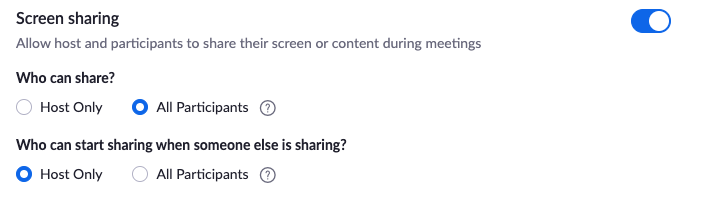 Screen sharing
Allow host and participants to share their screen or content during meetings
Who can share?
Host Only All Participants ?
Who can start sharing when someone else is sharing?
Host Only All Participants ?